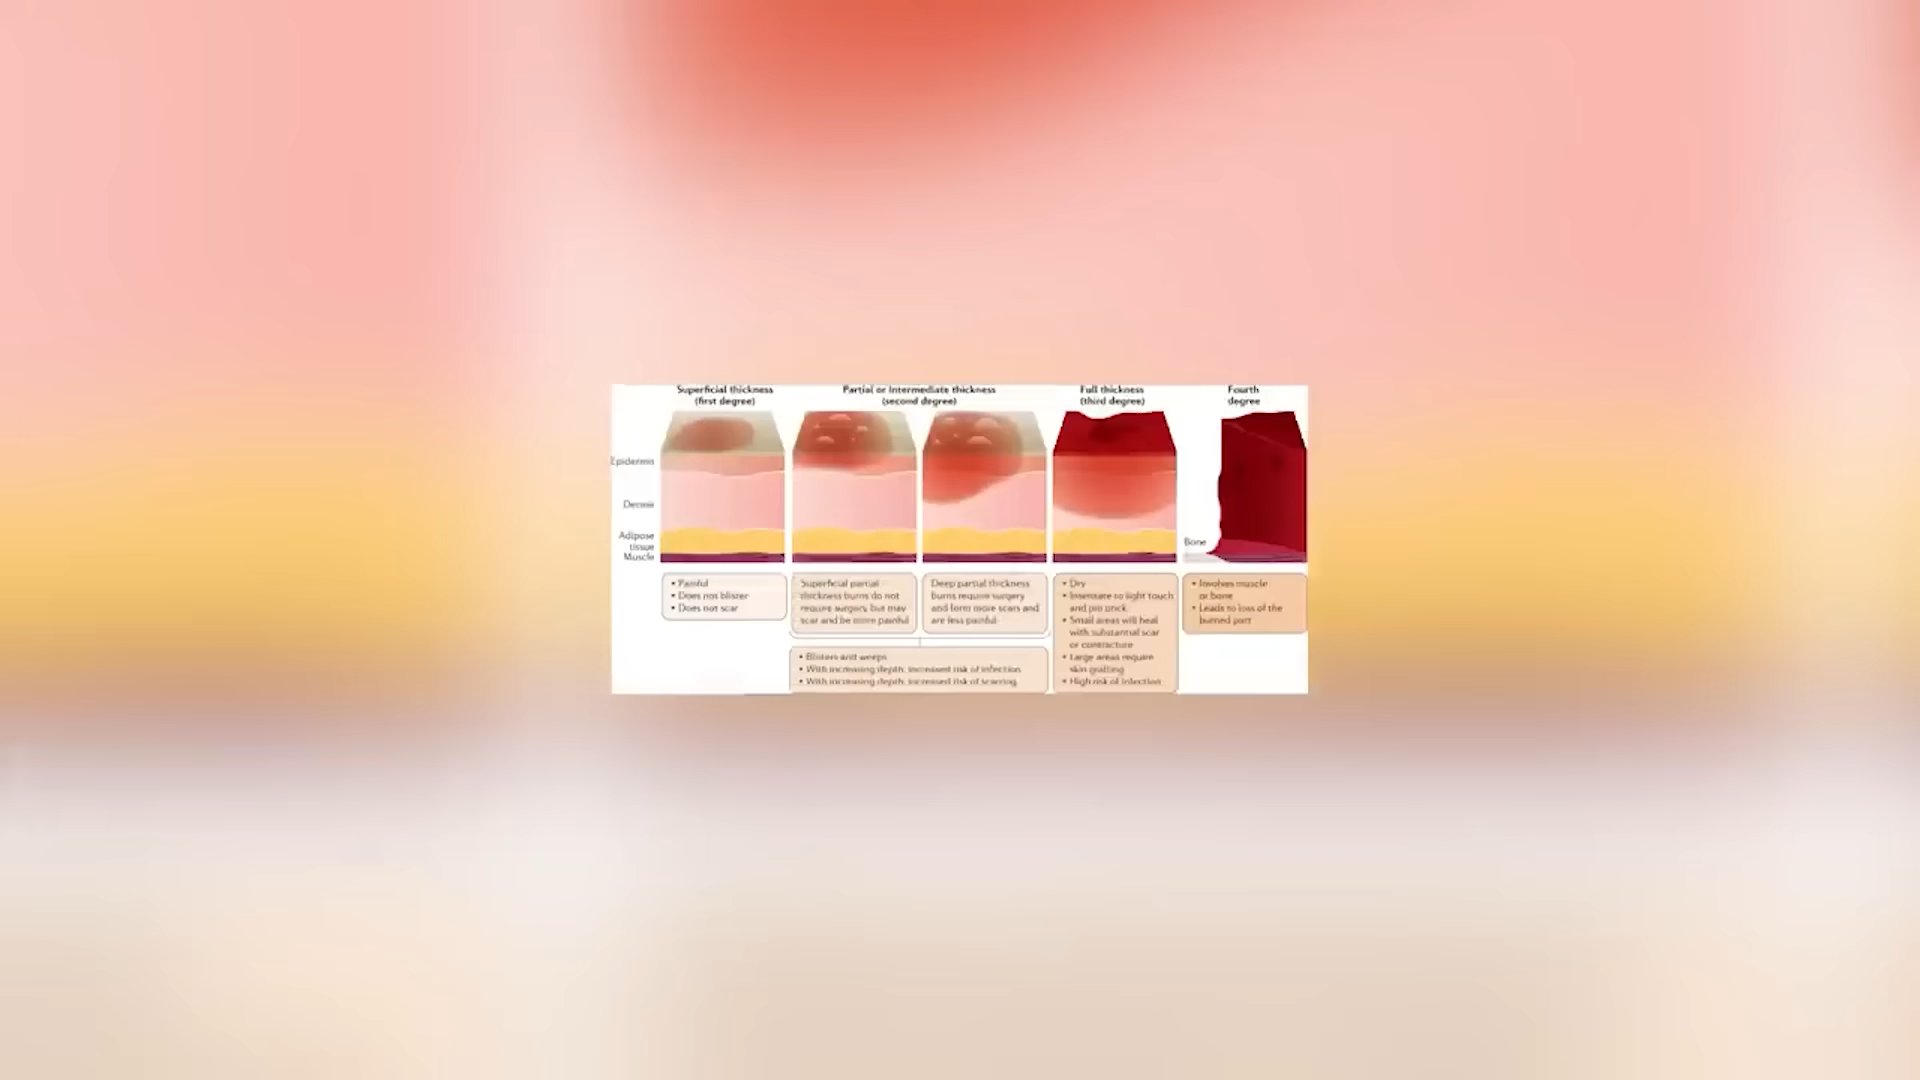 Superficial thickness
(first degree)
Partial or Intermediate thickness
(second degree)
Full thickness
(third degree)
Fourth
degree
Epidermis
Dermis
Adipose
tissue
Muscle
Bone
• Painful
• Does not blister
• Does not scar
Superficial partial
thickness burns do not
require surgery, but may
scar and be more painful
Deep partial thickness
burns require surgery
and form more scars and
are less painful
• Blisters and weeps
• With increasing depth, increased risk of infection
• With increasing depth, increased risk of scarring
• Dry
• Insensate to light touch
and pin prick
• Small areas will heal
with substantial scar
or contracture
• Large areas require
skin grafting
• High risk of infection
• Involves muscle
or bone
• Leads to loss of the
burned part